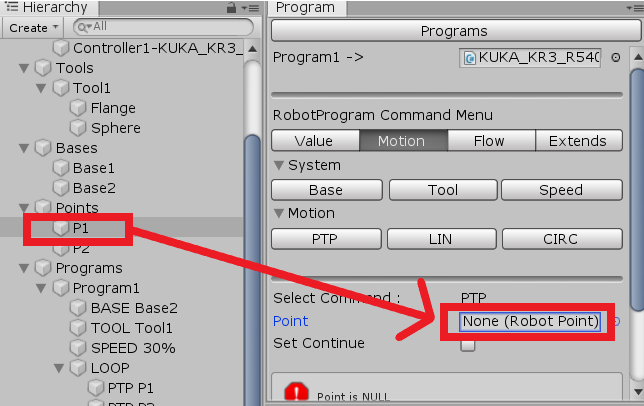 Hierarchy
Create
All
Controller1-KUKA_KR3_
Tools
Tool1
Flange
Sphere
Bases
Base1
Base2
Points
P1
P2
Programs
Program1
BASE Base2
TOOL Tool1
SPEED 30%
LOOP
PTP P1
PTP P2
Program
Programs
Program1 ->
KUKA_KR3_R540
RobotProgram Command Menu
Value
Motion
Flow
Extends
System
Base
Tool
Speed
Motion
PTP
LIN
CIRC
Select Command :
PTP
Point
None (Robot Point)
Set Continue
Point is NULL